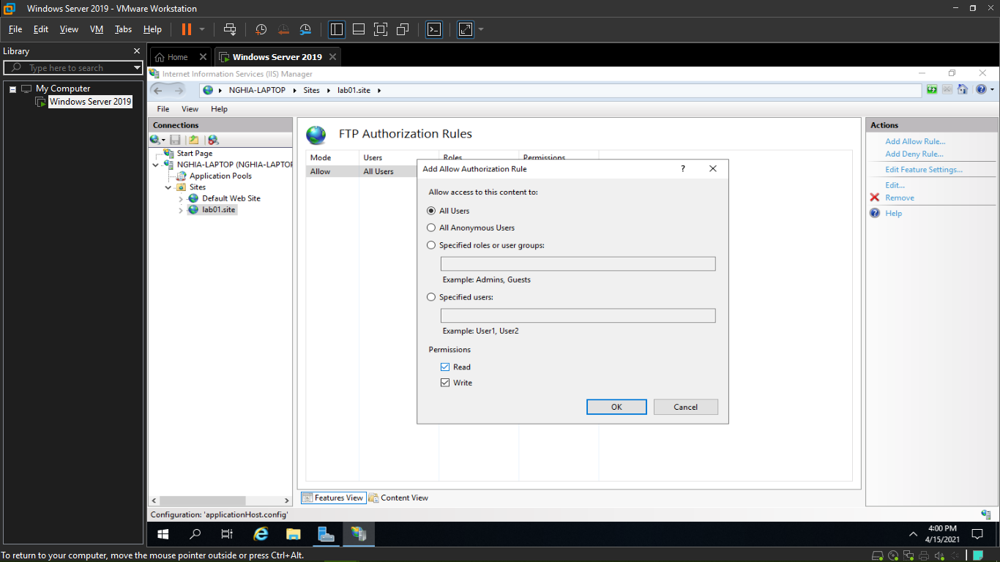 Windows Server 2019 - VMware Workstation
File Edit View VM Tabs Help
Library
Type here to search
My Computer
Windows Server 2019
Home
Windows Server 2019
Internet Information Services (IIS) Manager
NGHIA-LAPTOP Sites lab01.site
File View Help
Connections
Start Page
NGHIA-LAPTOP (NGHIA-LAPTOP
Application Pools
Sites
Default Web Site
lab01.site
FTP Authorization Rules
Mode Users Roles Permissions
Allow All Users
Add Allow Authorization Rule ?
Allow access to this content to:
All Users
All Anonymous Users
Specified roles or user groups:
Example: Admins, Guests
Specified users:
Example: User1, User2
Permissions
Read
Write
OK Cancel
Actions
Add Allow Rule...
Add Deny Rule...
Edit Feature Settings...
Edit...
Remove
Help
Features View Content View
Configuration: 'applicationHost.config'
4:00 PM
4/15/2021
To return to your computer, move the mouse pointer outside or press Ctrl+Alt.